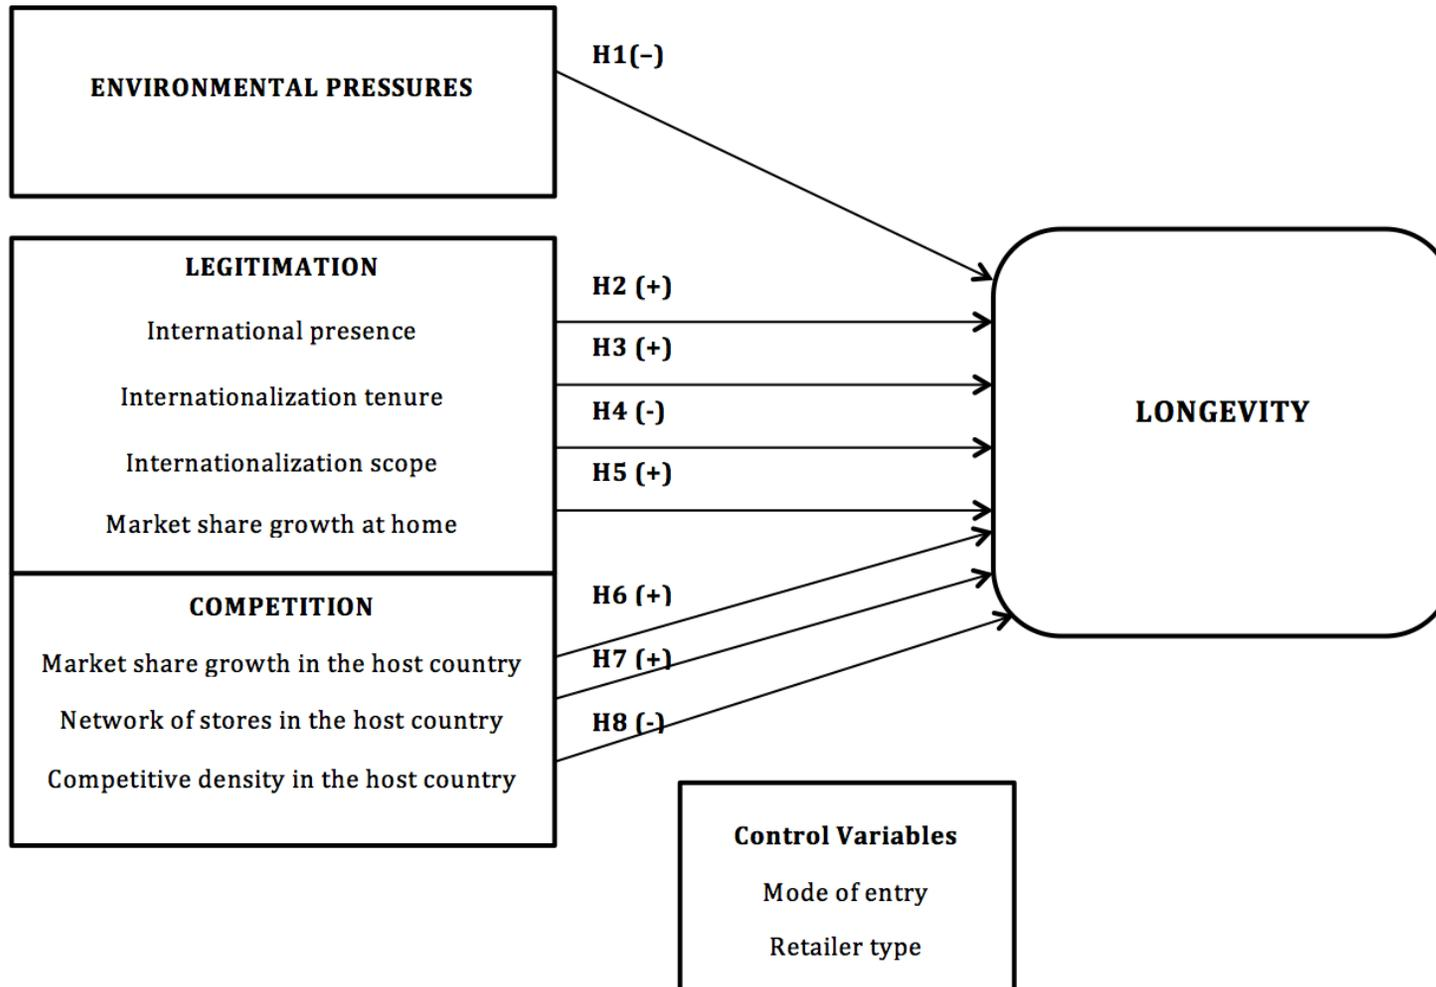 ENVIRONMENTAL PRESSURES
H1(–)
LEGITIMATION
International presence
Internationalization tenure
Internationalization scope
Market share growth at home
H2 (+)
H3 (+)
H4 (-)
H5 (+)
LONGEVITY
COMPETITION
Market share growth in the host country
Network of stores in the host country
Competitive density in the host country
H6 (+)
H7 (+)
H8 (-)
Control Variables
Mode of entry
Retailer type